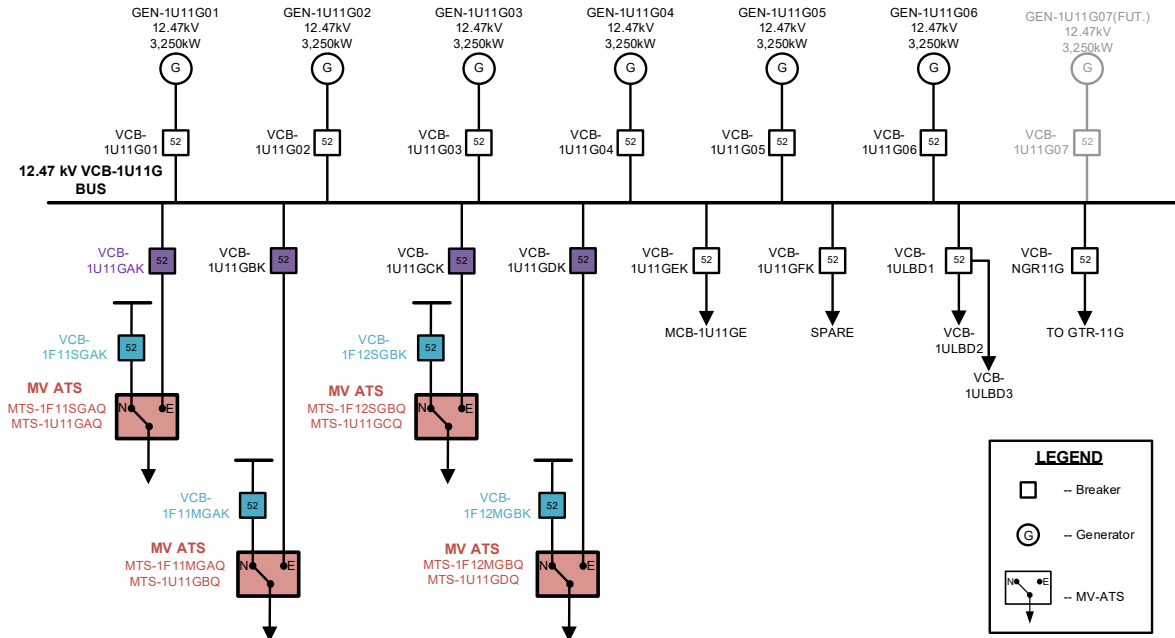 GEN-1U11G01
12.47kV
3,250kW
G
GEN-1U11G02
12.47kV
3,250kW
G
GEN-1U11G03
12.47kV
3,250kW
G
GEN-1U11G04
12.47kV
3,250kW
G
GEN-1U11G05
12.47kV
3,250kW
G
GEN-1U11G06
12.47kV
3,250kW
G
GEN-1U11G07(FUT.)
12.47kV
3,250kW
G
VCB-
1U11G01
52
VCB-
1U11G02
52
VCB-
1U11G03
52
VCB-
1U11G04
52
VCB-
1U11G05
52
VCB-
1U11G06
52
VCB-
1U11G07
52
12.47 kV VCB-1U11G
BUS
VCB-
1U11GAK
52
VCB-
1U11GBK
52
VCB-
1U11GCK
52
VCB-
1U11GDK
52
VCB-
1U11GEK
52
VCB-
1U11GFK
52
VCB-
1ULBD1
52
VCB-
NGR11G
52
MCB-1U11GE
SPARE
VCB-
1ULBD2
VCB-
1ULBD3
TO GTR-11G
VCB-
1F11SGAK
52
MV ATS
MTS-1F11SGAQ
MTS-1U11GAQ
N
E
VCB-
1F12SGBK
52
MV ATS
MTS-1F12SGBQ
MTS-1U11GCQ
N
E
VCB-
1F11MGAK
52
MV ATS
MTS-1F11MGAQ
MTS-1U11GBQ
N
E
VCB-
1F12MGBK
52
MV ATS
MTS-1F12MGBQ
MTS-1U11GDQ
N
E
LEGEND
-- Breaker
G
-- Generator
N
E
-- MV-ATS